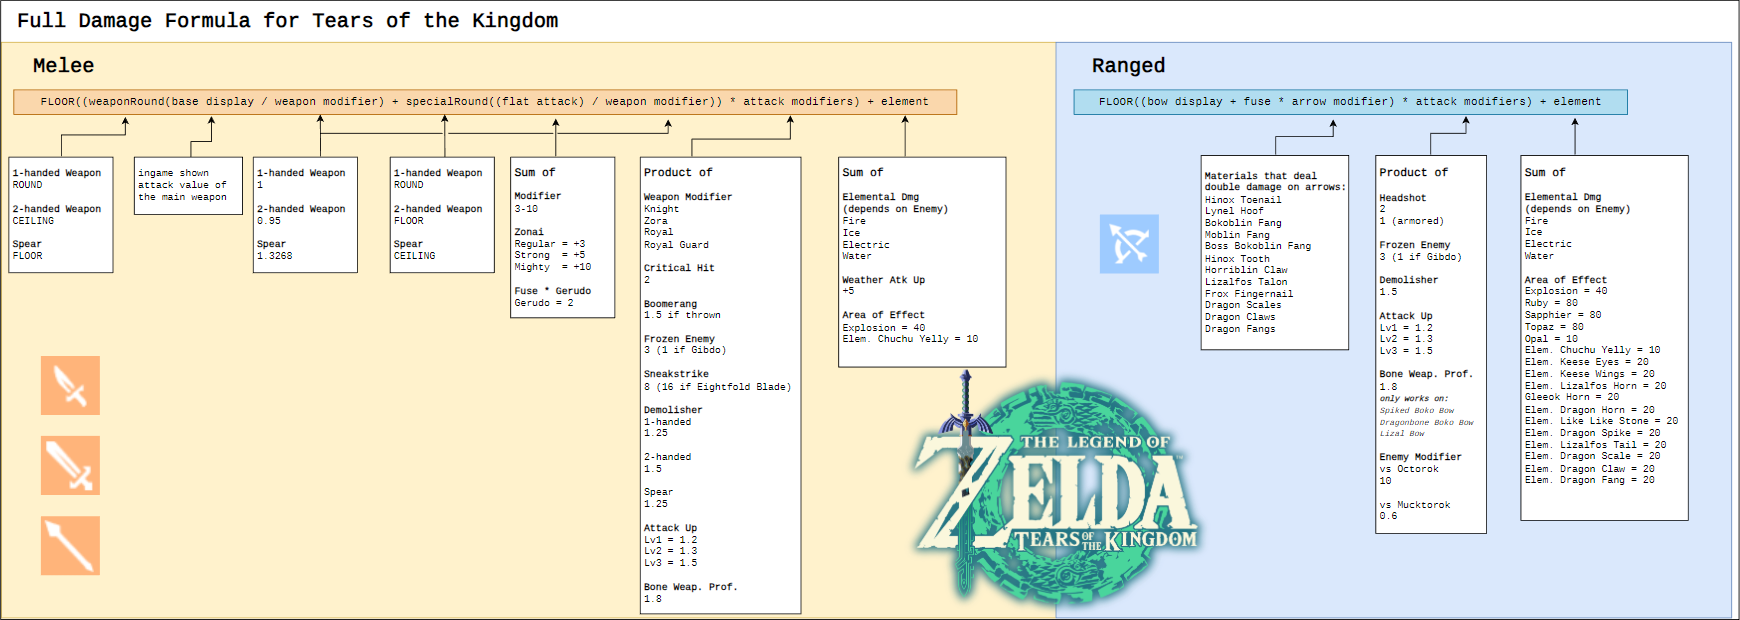 Full Damage Formula for Tears of the Kingdom
Melee
FLOOR((weaponRound(base display / weapon modifier) + specialRound((flat attack) / weapon modifier)) * attack modifiers) + element
1-handed Weapon
ROUND
2-handed Weapon
CEILING
Spear
FLOOR
ingame shown
attack value of
the main weapon
1-handed Weapon
1
2-handed Weapon
0.95
Spear
1.3268
1-handed Weapon
ROUND
2-handed Weapon
FLOOR
Spear
CEILING
Sum of
Modifier
3-10
Zonai
Regular = +3
Strong = +5
Mighty = +10
Fuse * Gerudo
Gerudo = 2
Product of
Weapon Modifier
Knight
Zora
Royal
Royal Guard
Critical Hit
2
Boomerang
1.5 if thrown
Frozen Enemy
3 (1 if Gibdo)
Sneakstrike
8 (16 if Eightfold Blade)
Demolisher
1-handed
1.25
2-handed
1.5
Spear
1.25
Attack Up
Lv1 = 1.2
Lv2 = 1.3
Lv3 = 1.5
Bone Weap. Prof.
1.8
Sum of
Elemental Dmg
(depends on Enemy)
Fire
Ice
Electric
Water
Weather Atk Up
+5
Area of Effect
Explosion = 40
Elem. Chuchu Yelly = 10
THE LEGEND OF
ZELDA
TEARS OF THE KINGDOM
Ranged
FLOOR((bow display + fuse * arrow modifier) * attack modifiers) + element
Materials that deal
double damage on arrows:
Hinox Toenail
Lynel Hoof
Bokoblin Fang
Moblin Fang
Boss Bokoblin Fang
Hinox Tooth
Horriblin Claw
Lizalfos Talon
Frox Fingernail
Dragon Scales
Dragon Claws
Dragon Fangs
Product of
Headshot
2
1 (armored)
Frozen Enemy
3 (1 if Gibdo)
Demolisher
1.5
Attack Up
Lv1 = 1.2
Lv2 = 1.3
Lv3 = 1.5
Bone Weap. Prof.
1.8
only works on:
Spiked Boko Bow
Dragonbone Boko Bow
Lizal Bow
Enemy Modifier
vs Octorok
10
vs Mucktorok
0.6
Sum of
Elemental Dmg
(depends on Enemy)
Fire
Ice
Electric
Water
Area of Effect
Explosion = 40
Ruby = 80
Sapphier = 80
Topaz = 80
Opal = 10
Elem. Chuchu Yelly = 10
Elem. Keese Eyes = 20
Elem. Keese Wings = 20
Elem. Lizalfos Horn = 20
Gleeok Horn = 20
Elem. Dragon Horn = 20
Elem. Like Like Stone = 20
Elem. Dragon Spike = 20
Elem. Lizalfos Tail = 20
Elem. Dragon Scale = 20
Elem. Dragon Claw = 20
Elem. Dragon Fang = 20